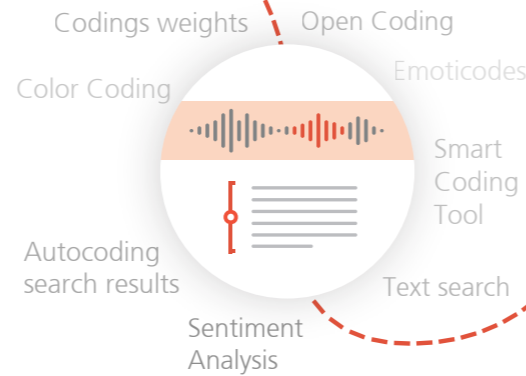 Codings weights
Open Coding
Emoticodes
Color Coding
Smart
Coding
Tool
Autocoding
search results
Text search
Sentiment
Analysis